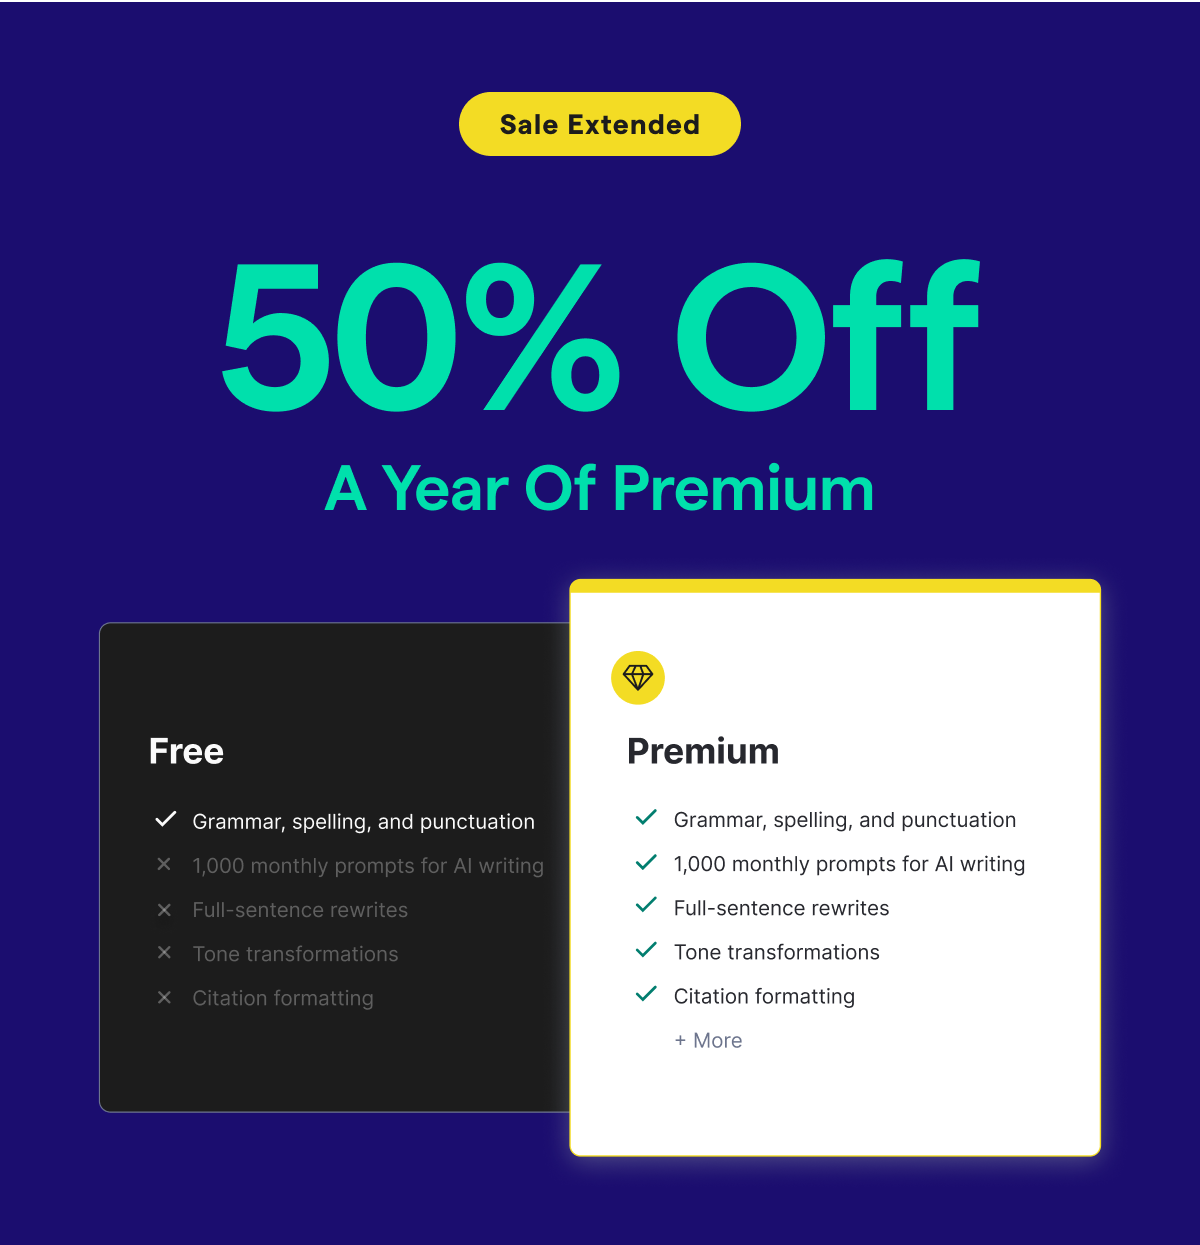 Sale Extended
50% Off
A Year Of Premium
Free
Grammar, spelling, and punctuation
1,000 monthly prompts for AI writing
Full-sentence rewrites
Tone transformations
Citation formatting
Premium
Grammar, spelling, and punctuation
1,000 monthly prompts for AI writing
Full-sentence rewrites
Tone transformations
Citation formatting
+ More